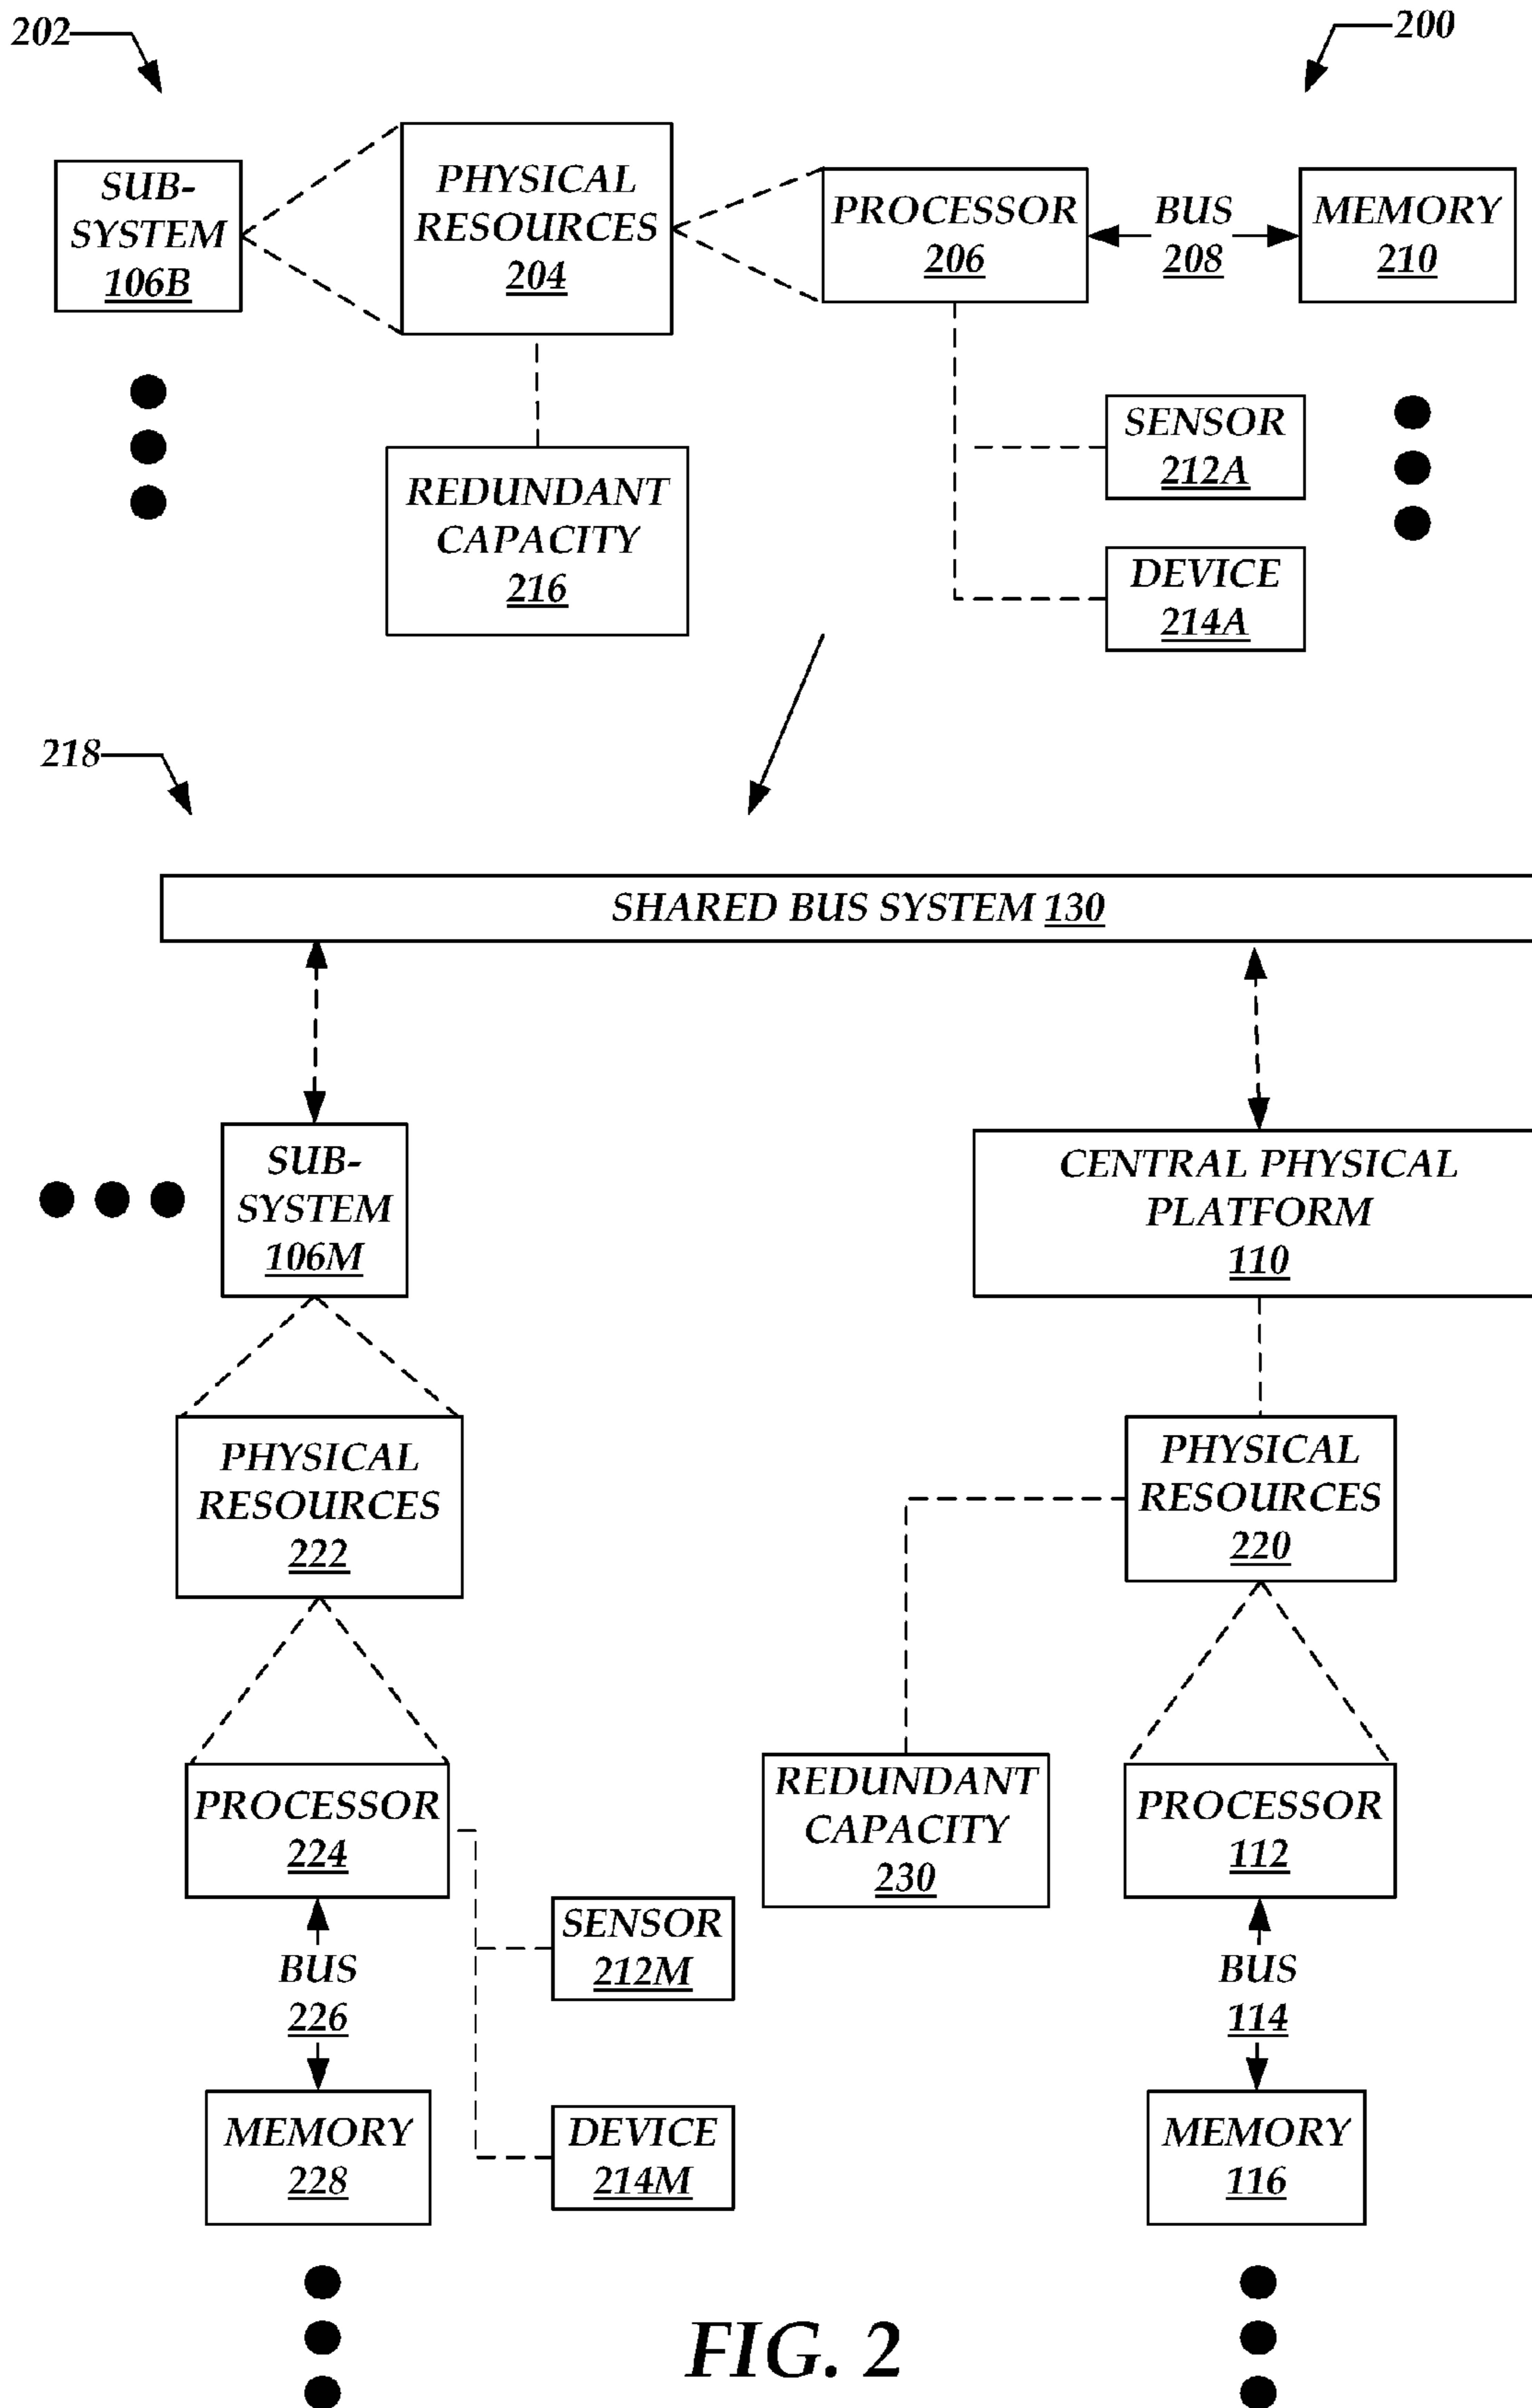 202
200
SUB-
SYSTEM
106B
PHYSICAL
RESOURCES
204
PROCESSOR
206
BUS
208
MEMORY
210
SENSOR
212A
REDUNDANT
CAPACITY
216
DEVICE
214A
218
SHARED BUS SYSTEM 130
SUB-
SYSTEM
106M
CENTRAL PHYSICAL
PLATFORM
110
PHYSICAL
RESOURCES
222
PHYSICAL
RESOURCES
220
PROCESSOR
224
REDUNDANT
CAPACITY
230
PROCESSOR
112
SENSOR
212M
BUS
226
BUS
114
MEMORY
228
DEVICE
214M
MEMORY
116
FIG. 2